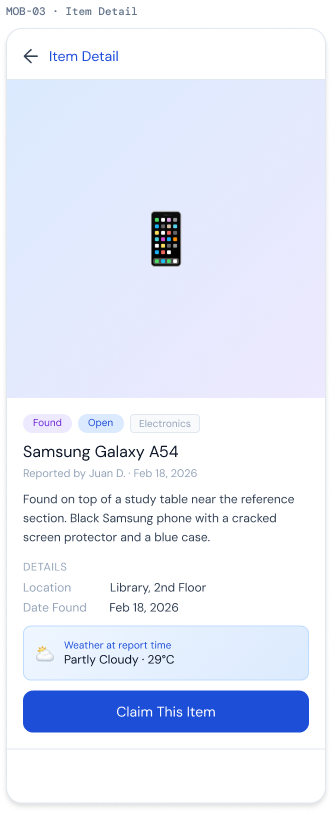 MOB-03 · Item Detail
Item Detail
Found Open Electronics
Samsung Galaxy A54
Reported by Juan D. · Feb 18, 2026
Found on top of a study table near the reference
section. Black Samsung phone with a cracked
screen protector and a blue case.
DETAILS
Location Library, 2nd Floor
Date Found Feb 18, 2026
Weather at report time
Partly Cloudy · 29°C
Claim This Item